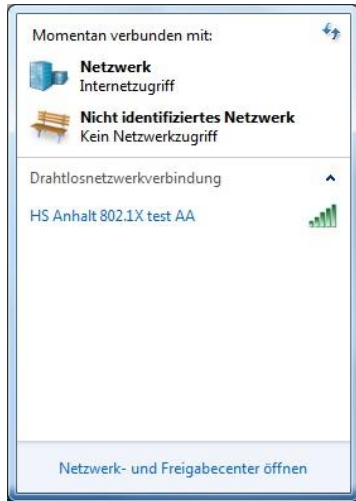 Momentan verbunden mit:
Netzwerk
Internetzugriff
Nicht identifiziertes Netzwerk
Kein Netzwerkzugriff
Drahtlosnetzwerkverbindung
HS Anhalt 802.1X test AA
Netzwerk- und Freigabecenter öffnen